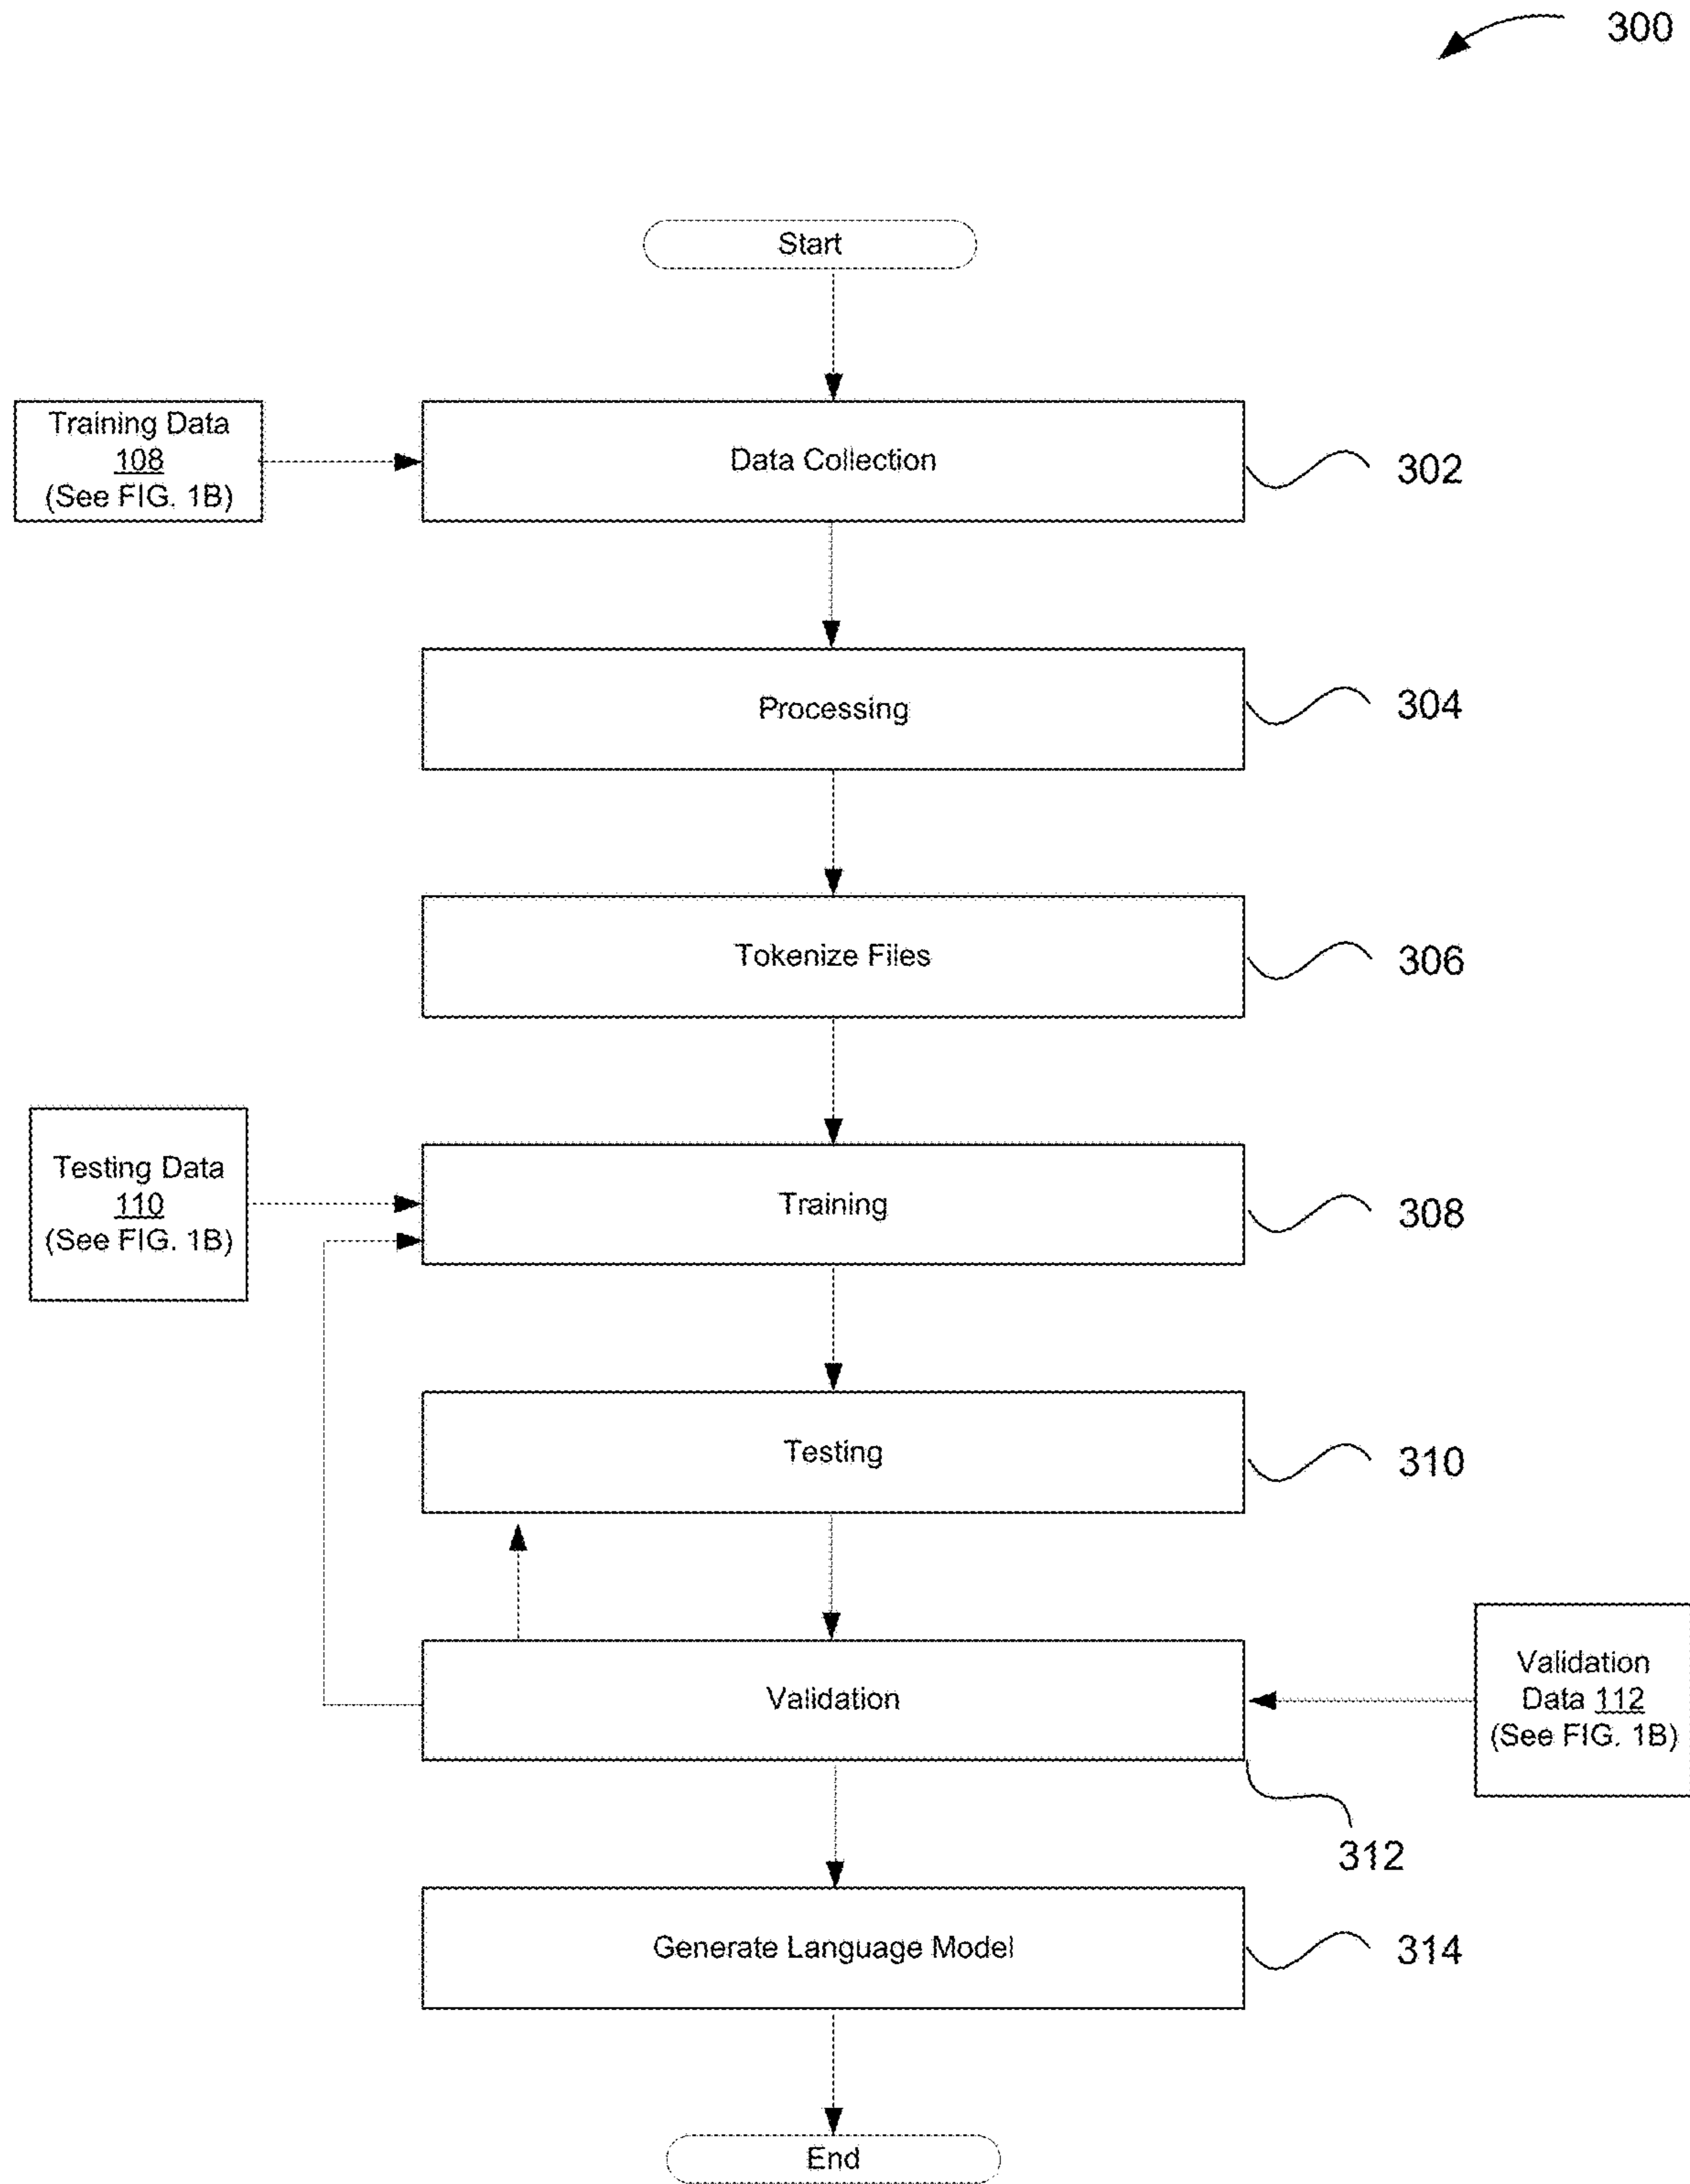 300
Start
Training Data
108
(See FIG. 1B)
Data Collection
302
Processing
304
Tokenize Files
306
Testing Data
110
(See FIG. 1B)
Training
308
Testing
310
Validation
Validation
Data 112
(See FIG. 1B)
312
Generate Language Model
314
End